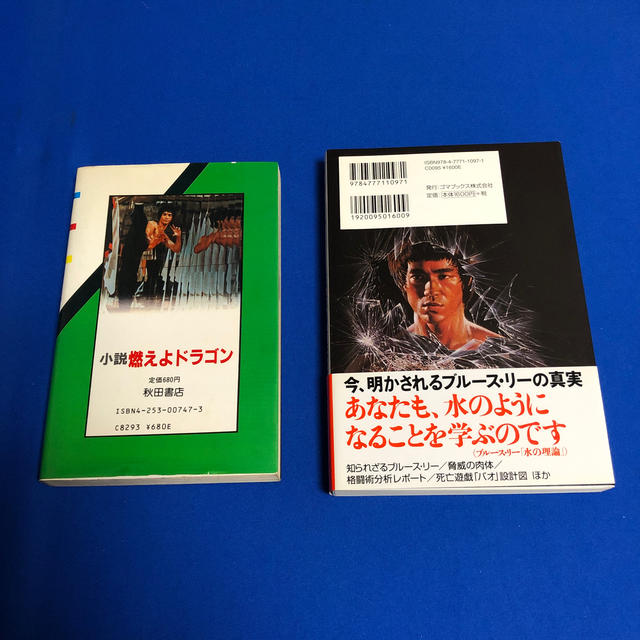 小説 燃えよドラゴン
定価680円
秋田書店
ISBN4-253-00747-3
C8293 ¥680E
9784777110971
1920095016009
ISBN978-4-7771-1097-1
C0095 ¥1600E
発行:ゴマブックス株式会社
定価:本体1600円+税
今、明かされるブルース・リーの真実
あなたも、水のように
なることを学ぶのです
(ブルース・リー「水の理論」)
知られざるブルース・リー/脅威の肉体/
格闘術分析レポート/死亡遊戯「バオ」設計図 ほか